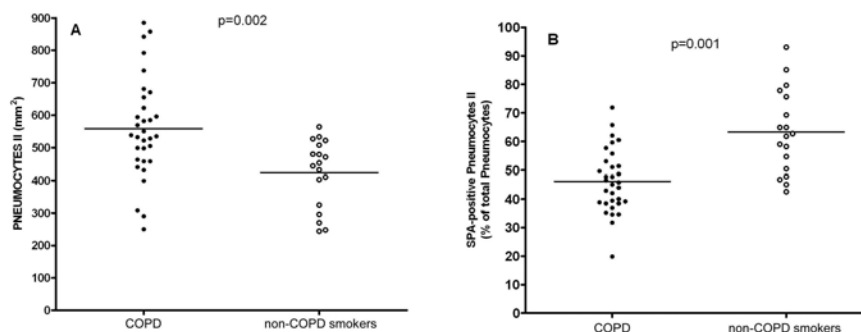 A
p=0.002
PNEUMOCYTES II (mm²)
900
800
700
600
500
400
300
200
100
0
COPD
non-COPD smokers
B
p=0.001
SPA-positive Pneumocytes II
(% of total Pneumocytes)
100
90
80
70
60
50
40
30
20
10
0
COPD
non-COPD smokers